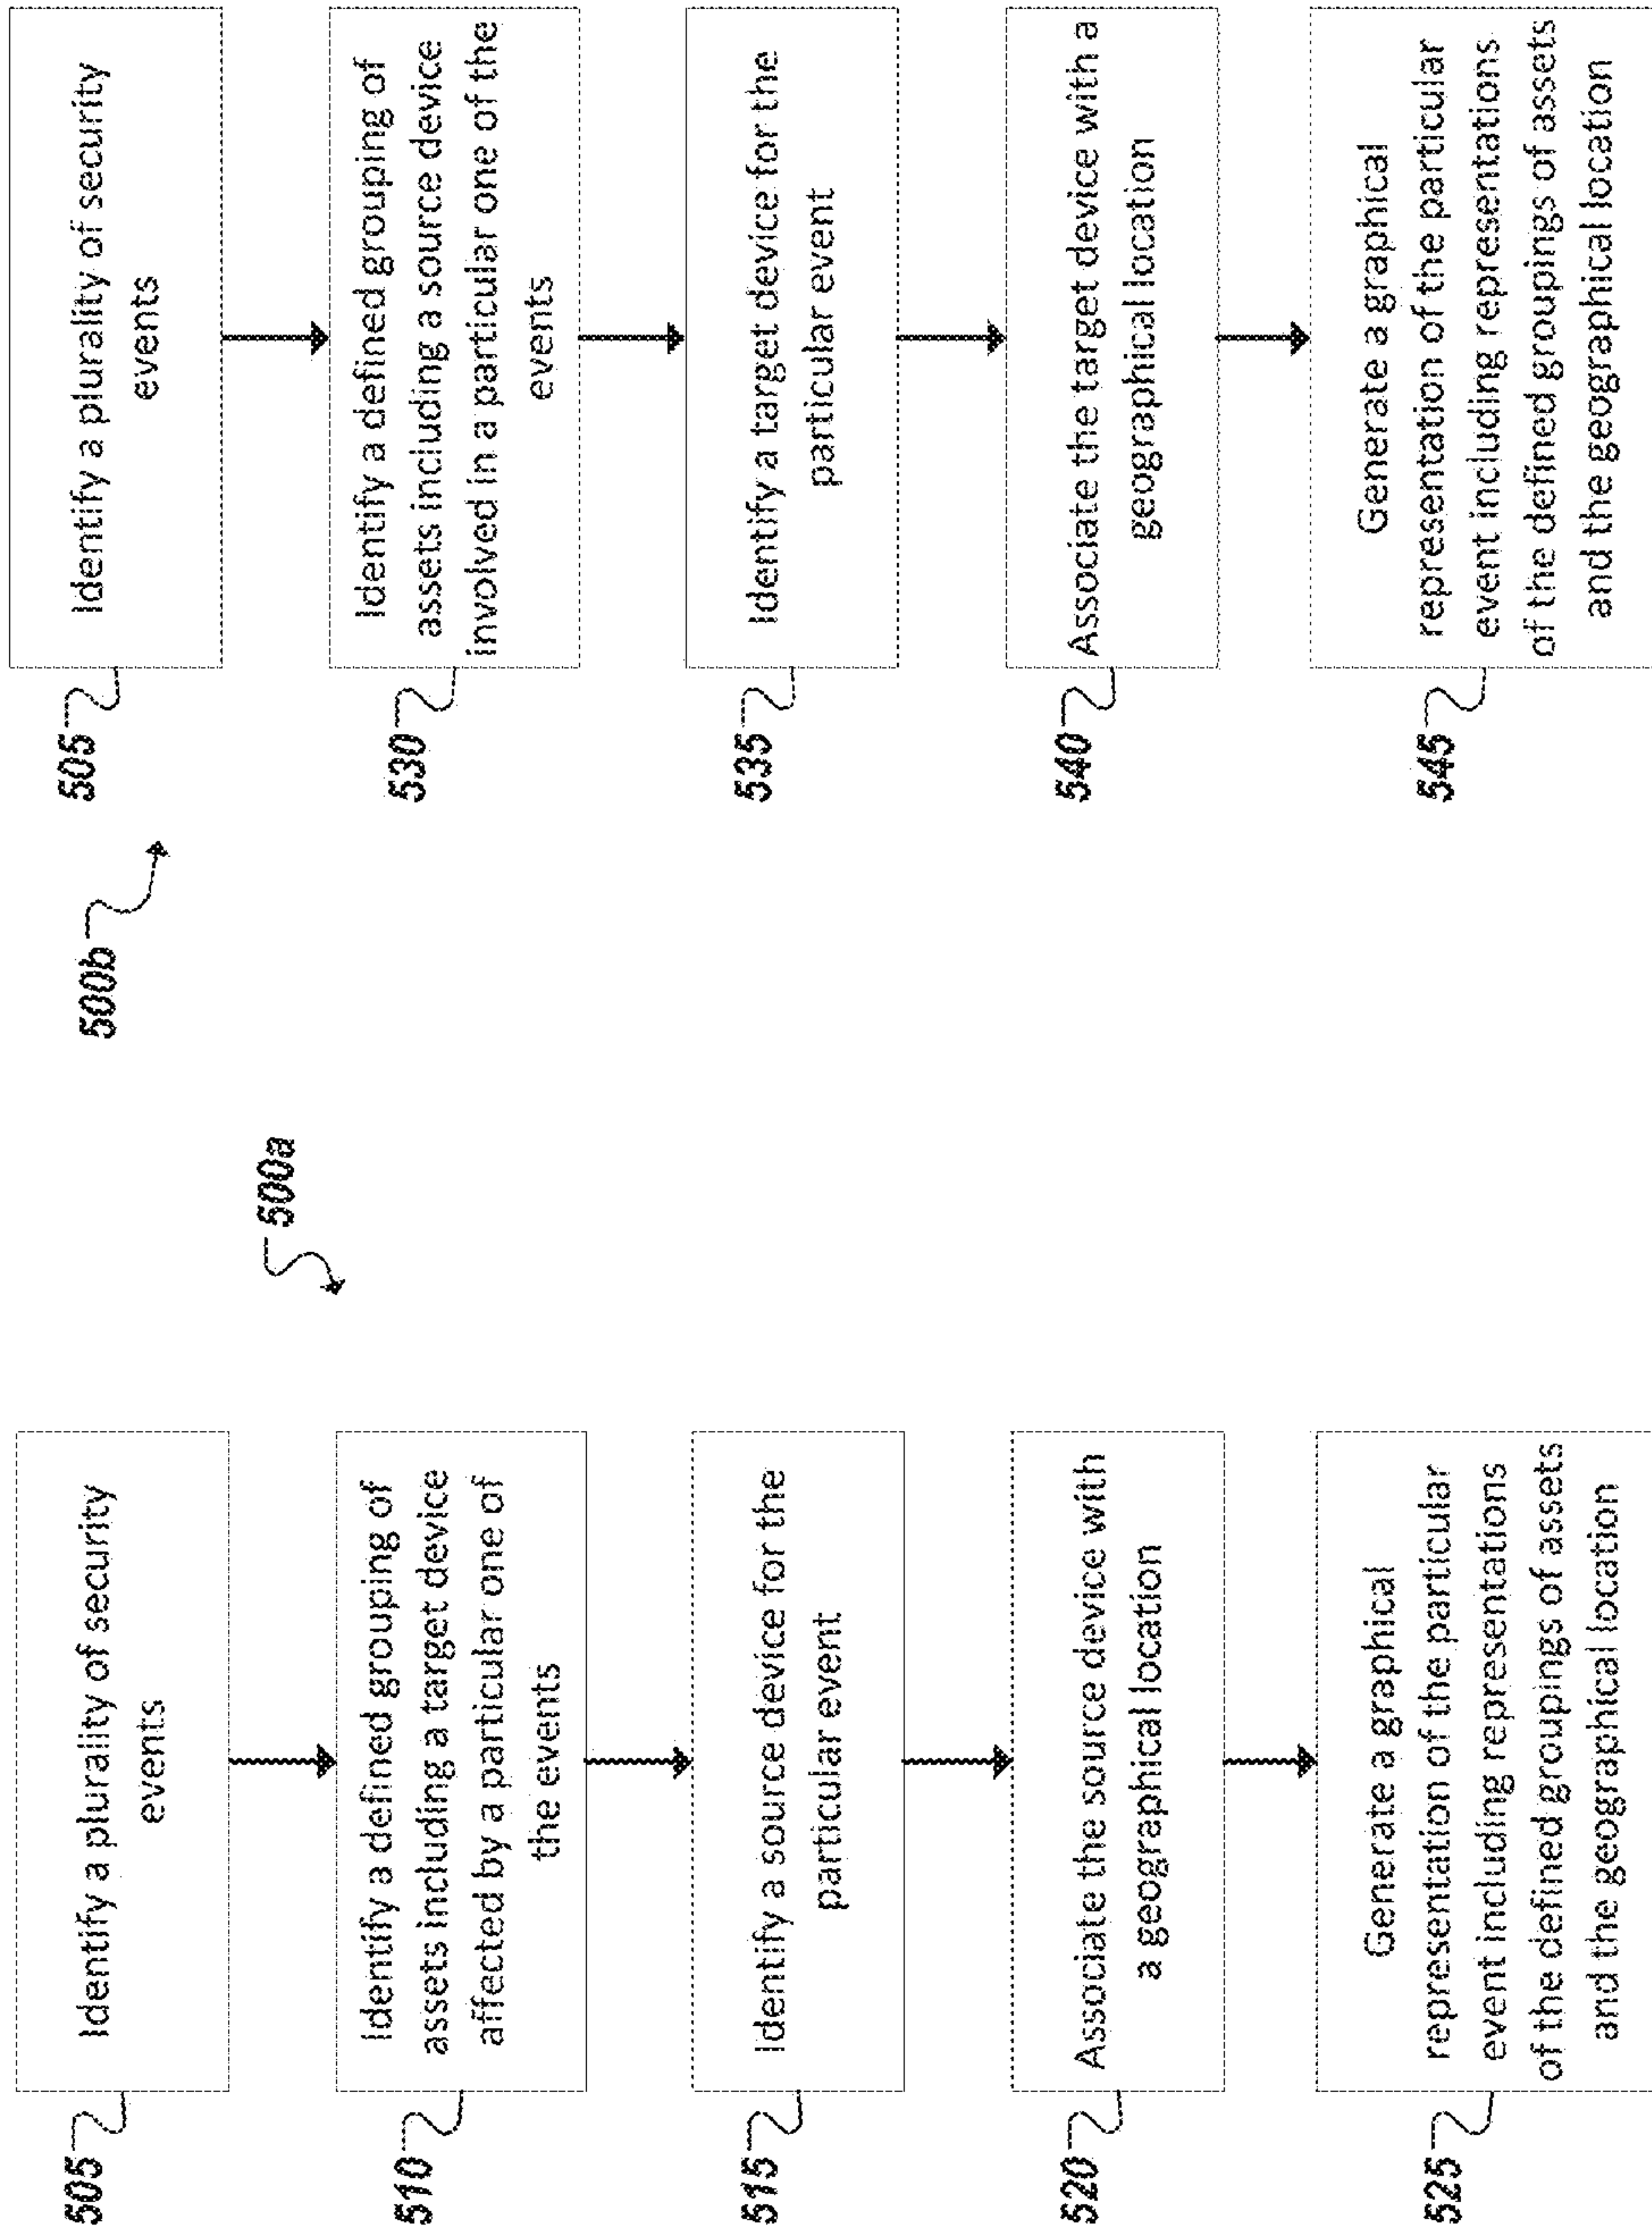 500a
505
Identify a plurality of security
events
510
Identify a defined grouping of
assets including a target device
affected by a particular one of
the events
515
Identify a source device for the
particular event
520
Associate the source device with
a geographical location
525
Generate a graphical
representation of the particular
event including representations
of the defined groupings of assets
and the geographical location
500b
505
Identify a plurality of security
events
530
Identify a defined grouping of
assets including a source device
involved in a particular one of the
events
535
Identify a target device for the
particular event
540
Associate the target device with a
geographical location
545
Generate a graphical
representation of the particular
event including representations
of the defined groupings of assets
and the geographical location